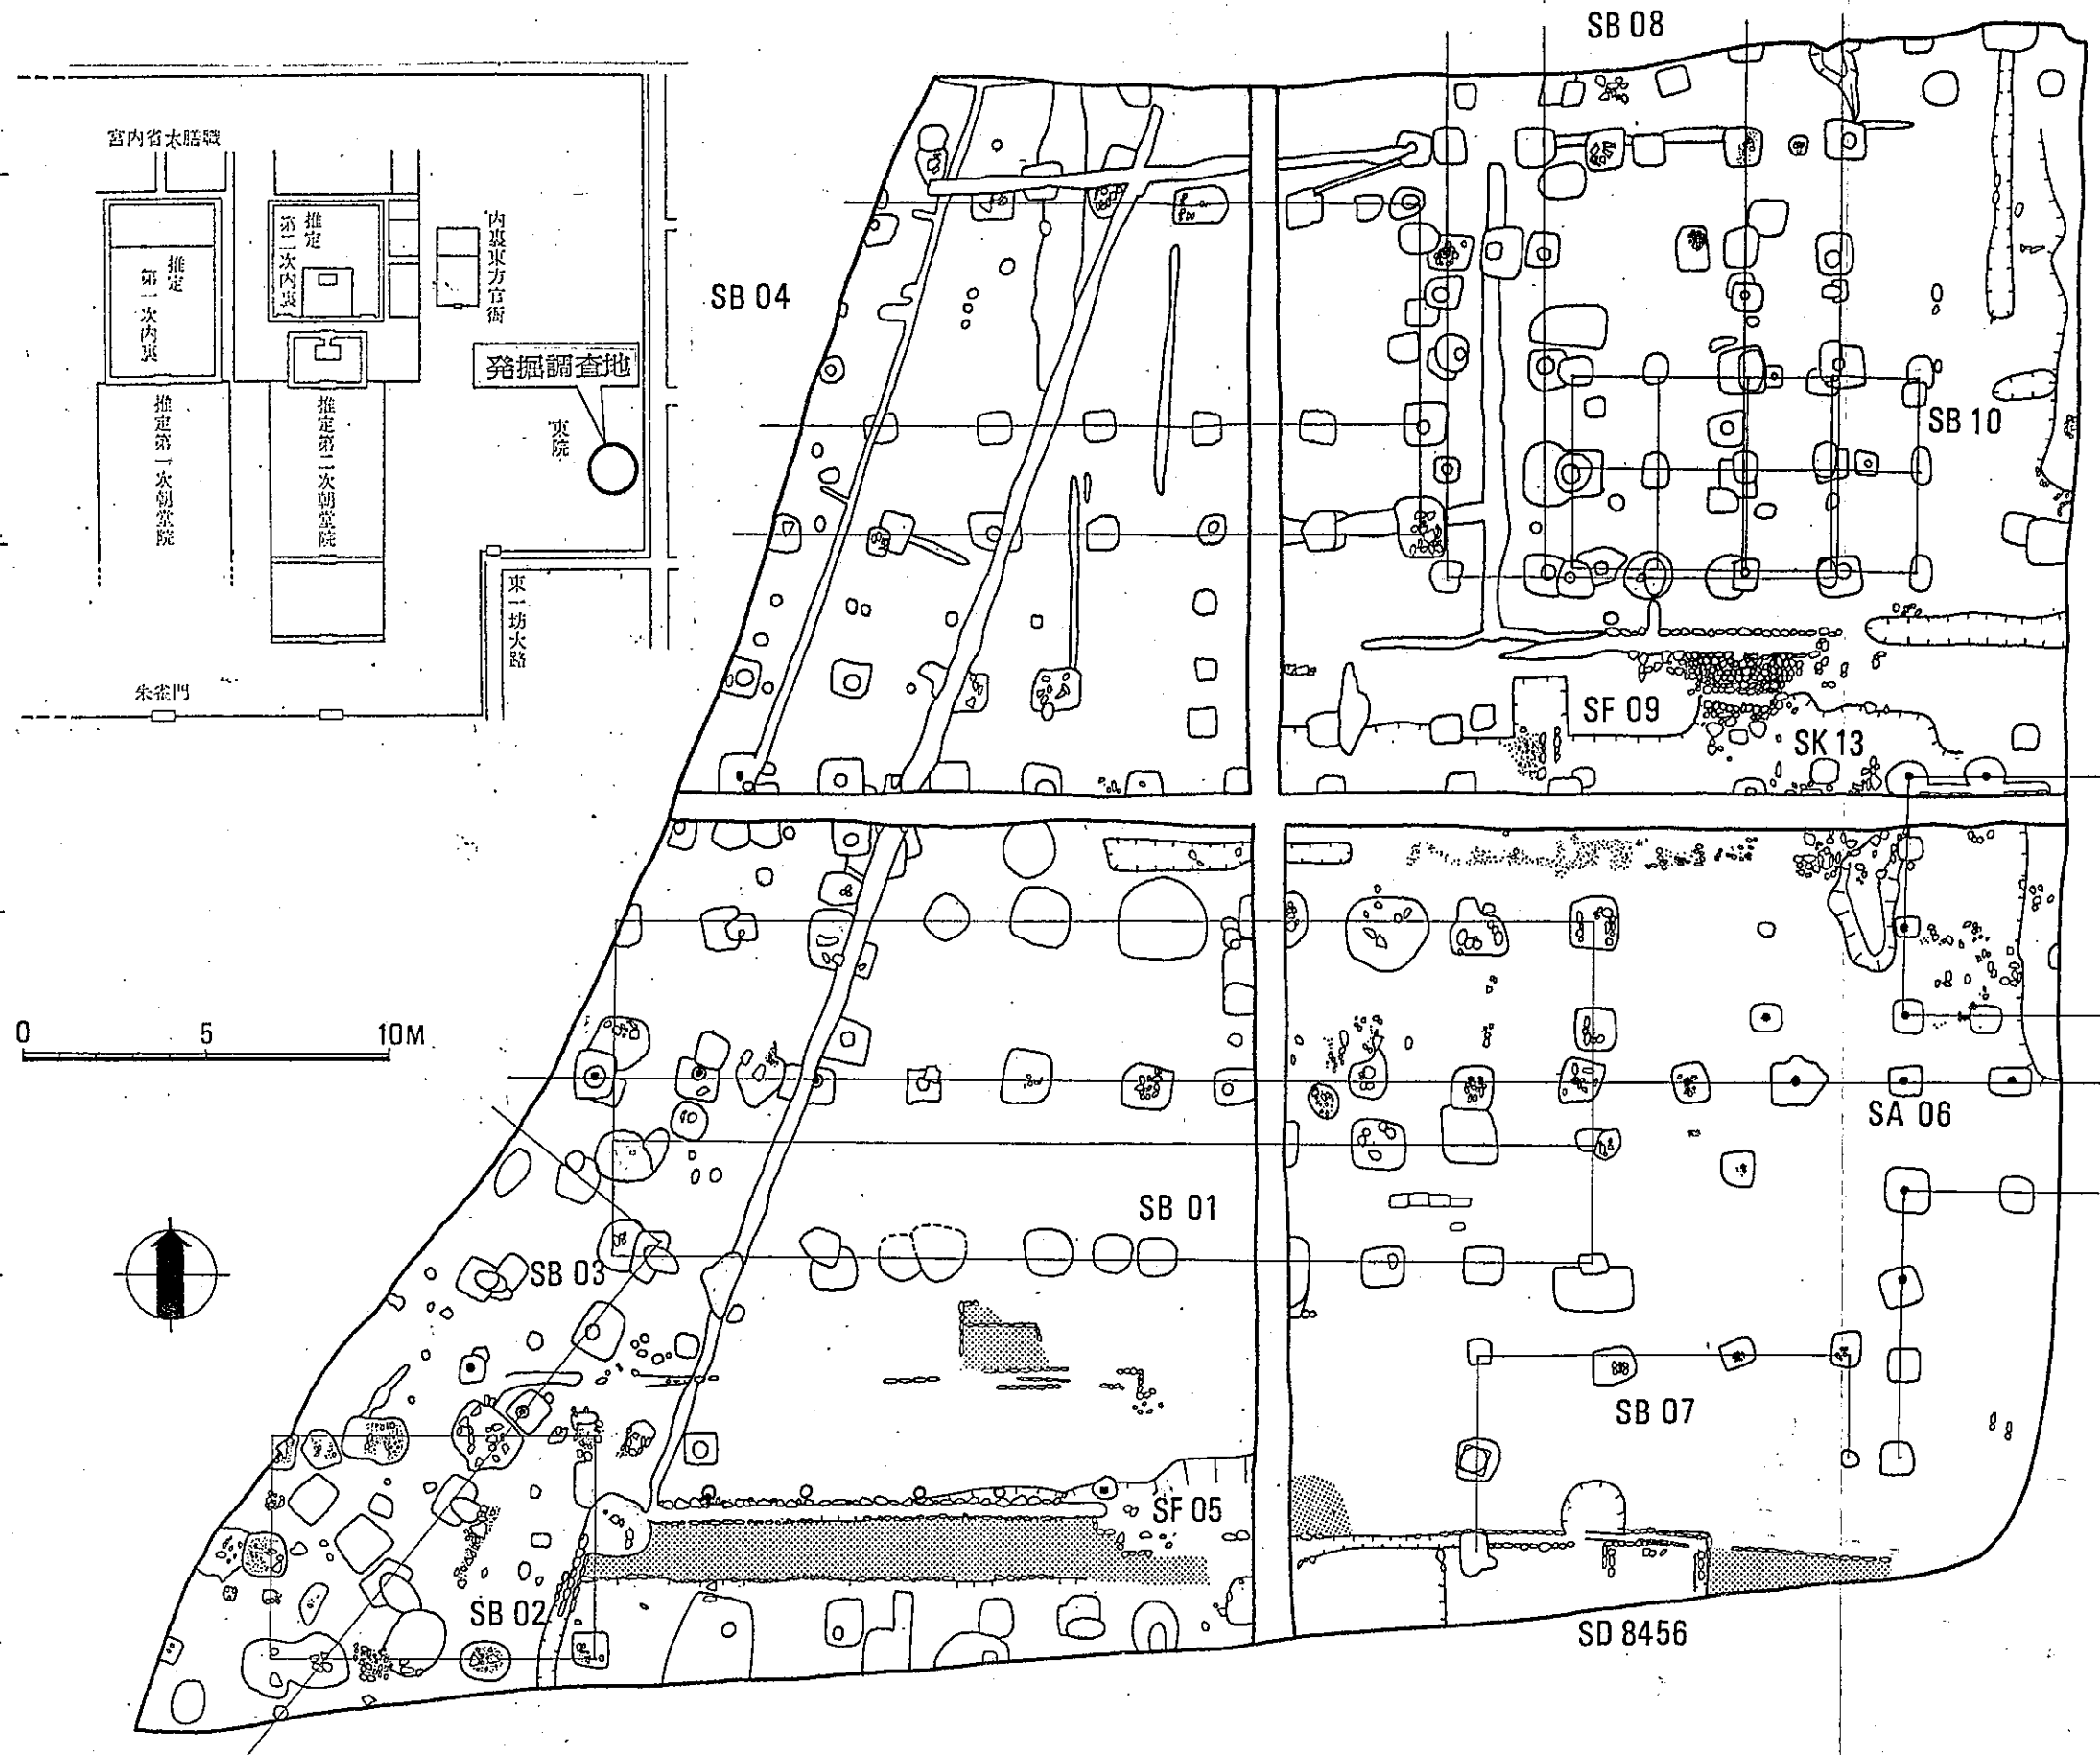 SB 08
宮内省大膳職
推定
第二次内裏
内裏東方官衙
推定
第一次内裏
SB 04
発掘調査地
東院
推定第一次朝堂院
推定第二次朝堂院
SB 10
東一坊大路
朱雀門
SF 09
SK 13
0 5 10M
SA 06
SB 01
SB 03
SB 07
SF 05
SB 02
SD 8456